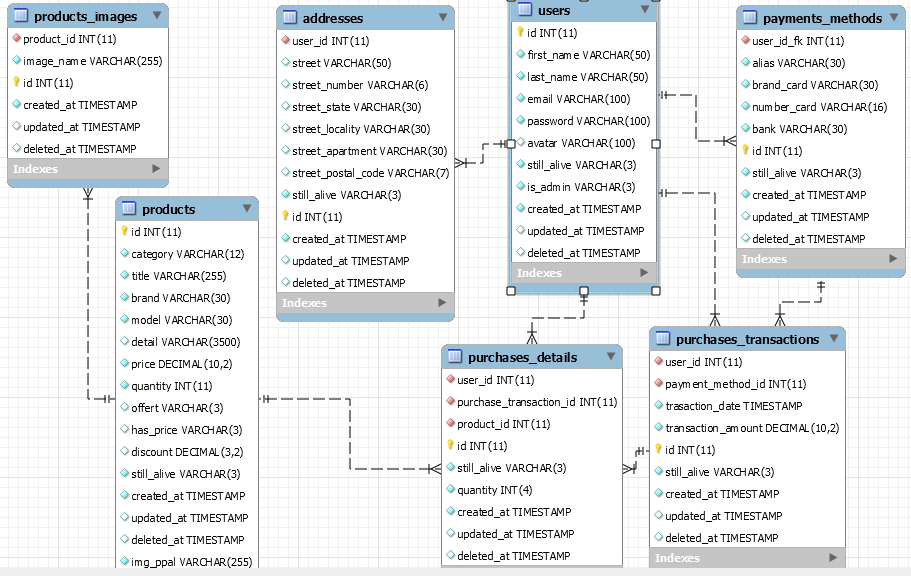 products_images
product_id INT(11)
image_name VARCHAR(255)
id INT(11)
created_at TIMESTAMP
updated_at TIMESTAMP
deleted_at TIMESTAMP
Indexes
addresses
user_id INT(11)
street VARCHAR(50)
street_number VARCHAR(6)
street_state VARCHAR(30)
street_locality VARCHAR(30)
street_apartment VARCHAR(30)
street_postal_code VARCHAR(7)
still_alive VARCHAR(3)
id INT(11)
created_at TIMESTAMP
updated_at TIMESTAMP
deleted_at TIMESTAMP
Indexes
users
id INT(11)
first_name VARCHAR(50)
last_name VARCHAR(50)
email VARCHAR(100)
password VARCHAR(100)
avatar VARCHAR(100)
still_alive VARCHAR(3)
is_admin VARCHAR(3)
created_at TIMESTAMP
updated_at TIMESTAMP
deleted_at TIMESTAMP
Indexes
payments_methods
user_id_fk INT(11)
alias VARCHAR(30)
brand_card VARCHAR(30)
number_card VARCHAR(16)
bank VARCHAR(30)
id INT(11)
still_alive VARCHAR(3)
created_at TIMESTAMP
updated_at TIMESTAMP
deleted_at TIMESTAMP
Indexes
products
id INT(11)
category VARCHAR(12)
title VARCHAR(255)
brand VARCHAR(30)
model VARCHAR(30)
detail VARCHAR(3500)
price DECIMAL(10,2)
quantity INT(11)
offert VARCHAR(3)
has_price VARCHAR(3)
discount DECIMAL(3,2)
still_alive VARCHAR(3)
created_at TIMESTAMP
updated_at TIMESTAMP
deleted_at TIMESTAMP
img_ppal VARCHAR(255)
purchases_details
user_id INT(11)
purchase_transaction_id INT(11)
product_id INT(11)
id INT(11)
still_alive VARCHAR(3)
quantity INT(4)
created_at TIMESTAMP
updated_at TIMESTAMP
deleted_at TIMESTAMP
purchases_transactions
user_id INT(11)
payment_method_id INT(11)
trasaction_date TIMESTAMP
transaction_amount DECIMAL(10,2)
id INT(11)
still_alive VARCHAR(3)
created_at TIMESTAMP
updated_at TIMESTAMP
deleted_at TIMESTAMP
Indexes